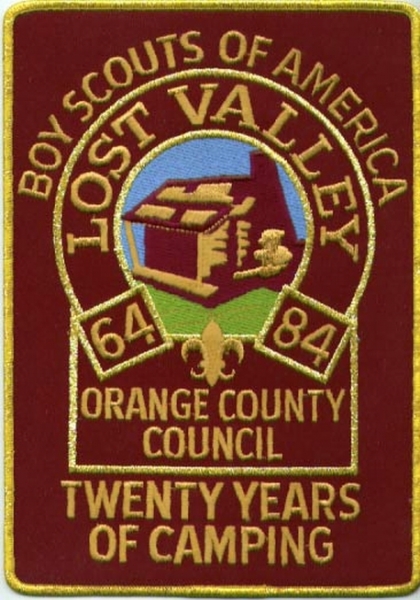 BOY SCOUTS OF AMERICA
LOST VALLEY
64 84
ORANGE COUNTY
COUNCIL
TWENTY YEARS
OF CAMPING